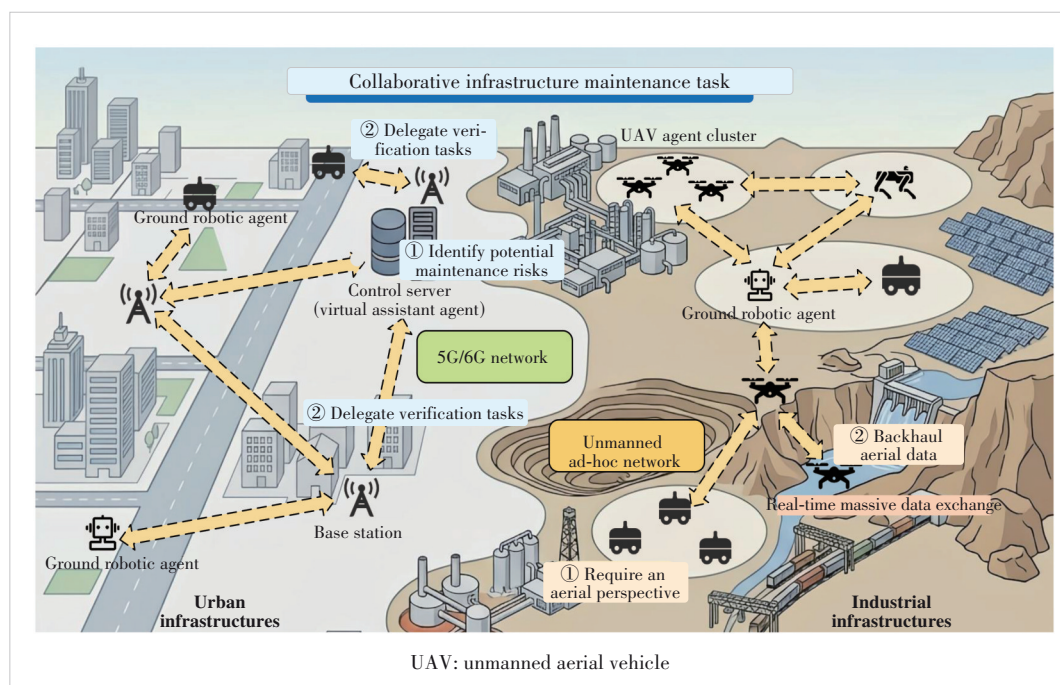 Collaborative infrastructure maintenance task
② Delegate veri-
fication tasks
UAV agent cluster
Ground robotic agent
① Identify potential
maintenance risks
Control server
(virtual assistant agent)
Ground robotic agent
5G/6G network
② Delegate verification tasks
Unmanned
ad-hoc network
② Backhaul
aerial data
Real-time massive data exchange
Base station
Ground robotic agent
① Require an
aerial perspective
Urban
infrastructures
Industrial
infrastructures
UAV: unmanned aerial vehicle